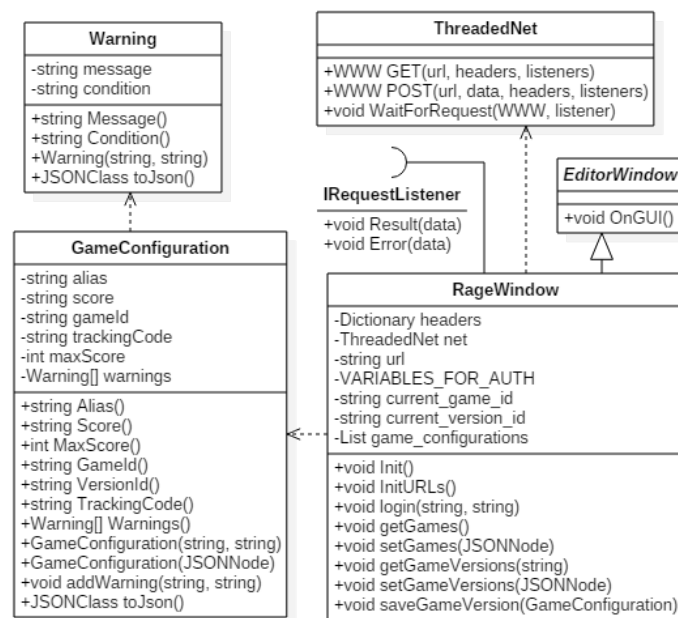 Warning
-string message
-string condition
+string Message()
+string Condition()
+Warning(string, string)
+JSONClass toJson()
ThreadedNet
+WWW GET(url, headers, listeners)
+WWW POST(url, data, headers, listeners)
+void WaitForRequest(WWW, listener)
IRequestListener
+void Result(data)
+void Error(data)
EditorWindow
+void OnGUI()
GameConfiguration
-string alias
-string score
-string gameId
-string trackingCode
-int maxScore
-Warning[] warnings
+string Alias()
+string Score()
+int MaxScore()
+string GameId()
+string VersionId()
+string TrackingCode()
+Warning[] Warnings()
+GameConfiguration(string, string)
+GameConfiguration(JSONNode)
+void addWarning(string, string)
+JSONClass toJson()
RageWindow
-Dictionary headers
-ThreadedNet net
-string url
-VARIABLES_FOR_AUTH
-string current_game_id
-string current_version_id
-List game_configurations
+void Init()
+void InitURLs()
+void login(string, string)
+void getGames()
+void setGames(JSONNode)
+void getGameVersions(string)
+void setGameVersions(JSONNode)
+void saveGameVersion(GameConfiguration)